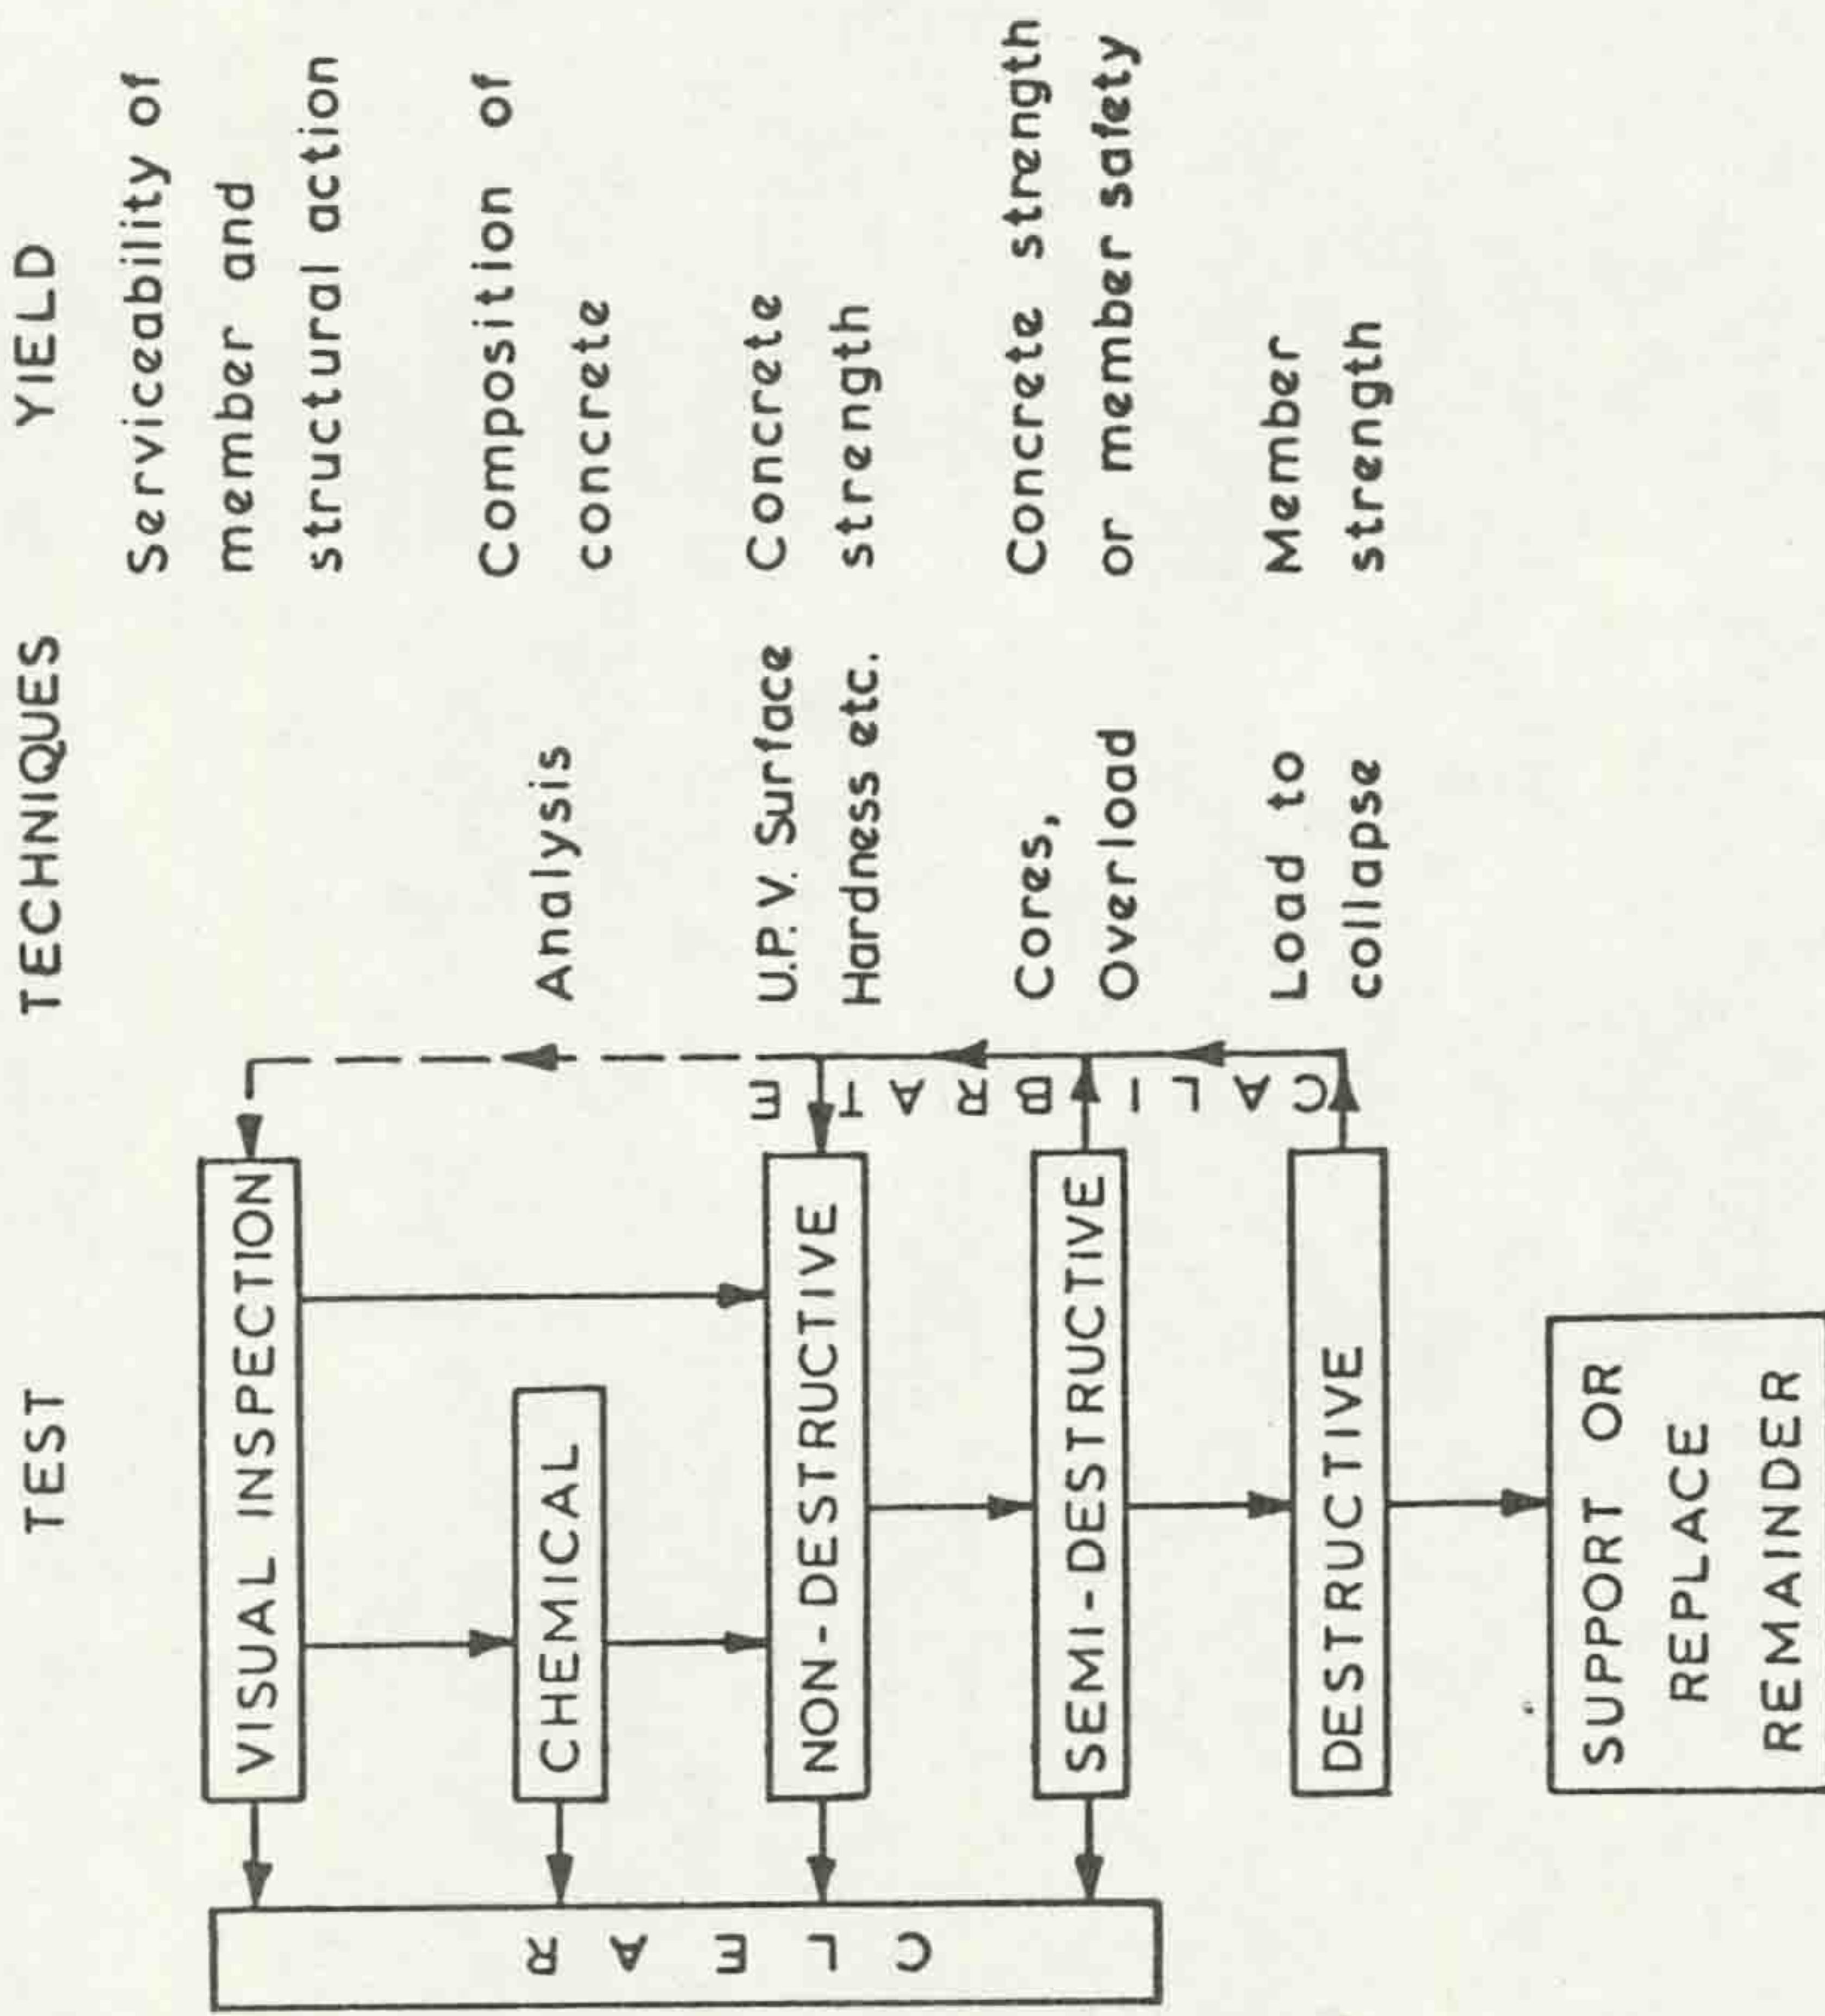 TEST
TECHNIQUES
YIELD
VISUAL INSPECTION
Serviceability of
member and
structural action
CHEMICAL
Analysis
Composition of
concrete
NON-DESTRUCTIVE
U.P.V. Surface
Hardness etc.
Concrete
strength
SEMI-DESTRUCTIVE
Cores,
Overload
Concrete strength
or member safety
DESTRUCTIVE
Load to
collapse
Member
strength
SUPPORT OR
REPLACE
REMAINDER
CLEAR
CALIBRATE